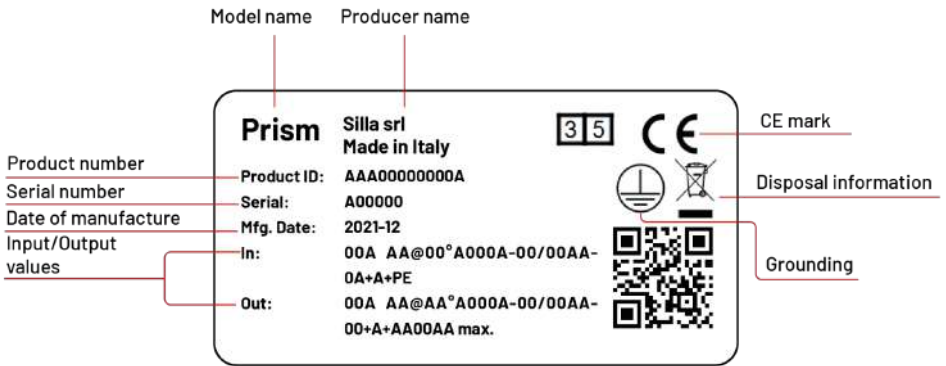 Model name
Producer name
Prism
Silla srl
Made in Italy
35
CE
CE mark
Product number
Product ID: AAA00000000A
Serial number
Serial: A00000
Disposal information
Date of manufacture
Mfg. Date: 2021-12
Input/Output
values
In: 00A AA@00°A000A-00/00AA-
0A+A+PE
Grounding
Out: 00A AA@AA°A000A-00/00AA-
00+A+AA00AA max.